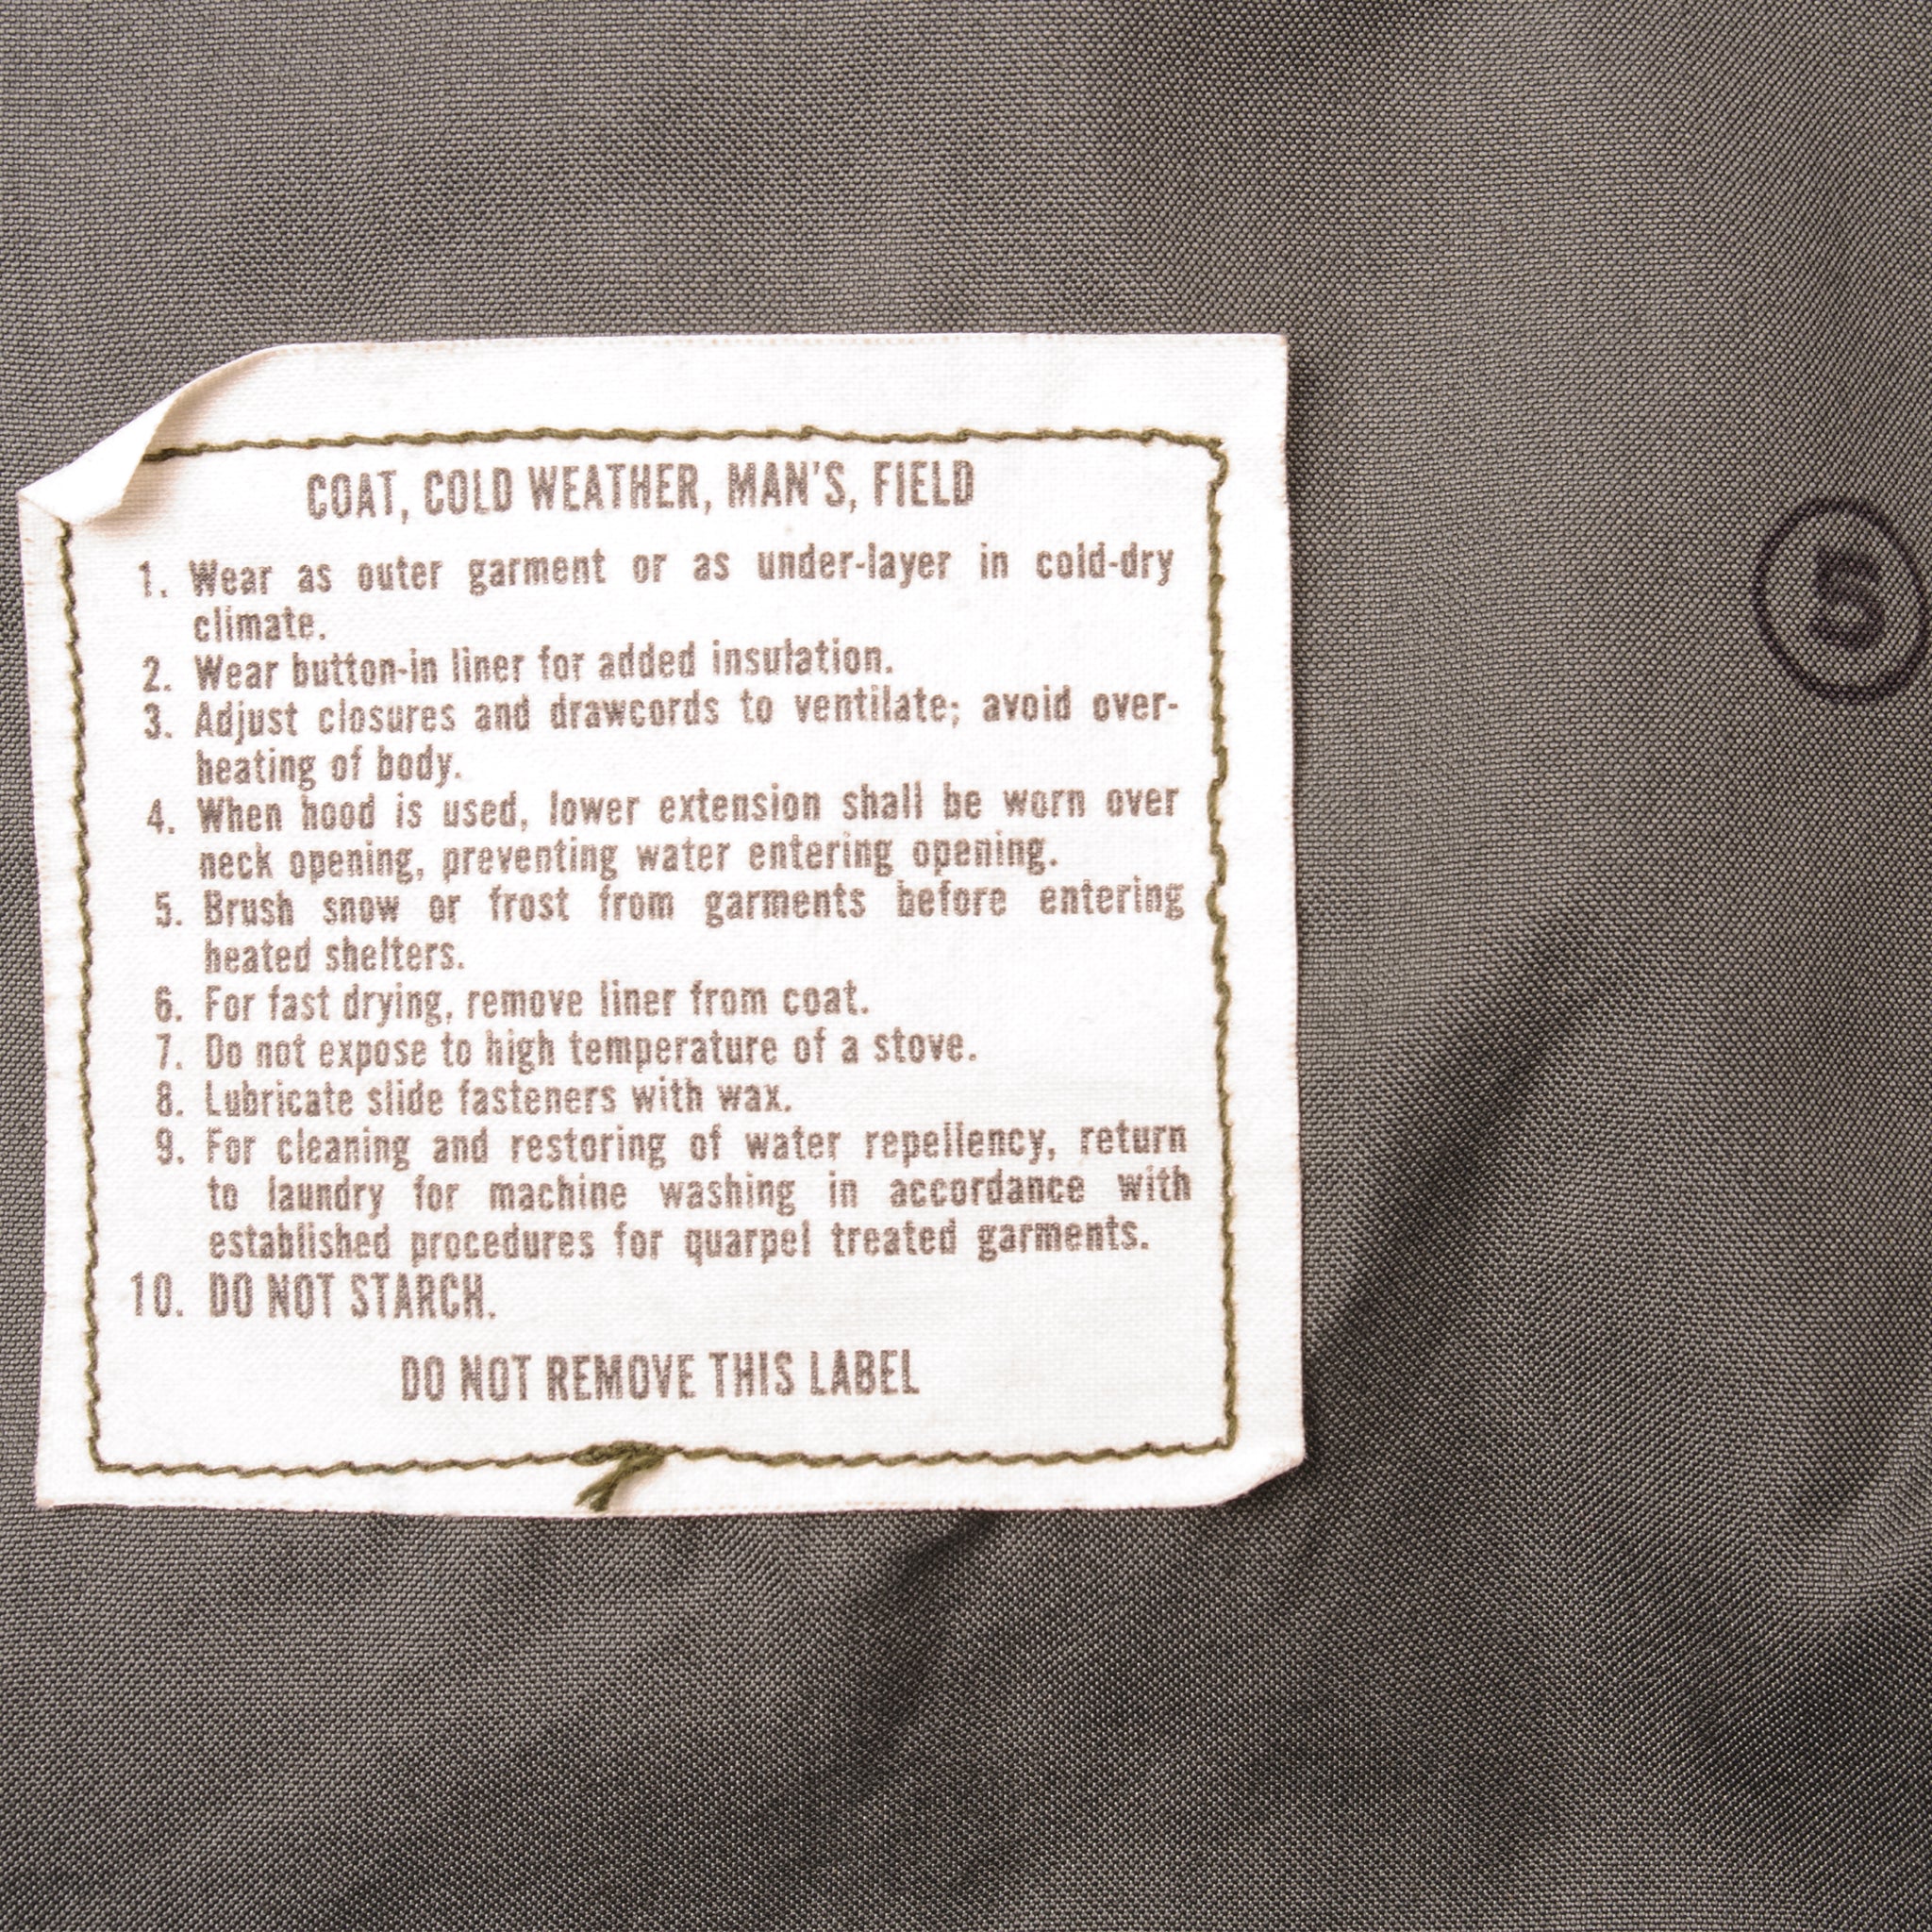 COAT, COLD WEATHER, MAN'S, FIELD
1. Wear as outer garment or as under-layer in cold-dry
climate.
2. Wear button-in liner for added insulation.
3. Adjust closures and drawcords to ventilate; avoid over-
heating of body.
4. When hood is used, lower extension shall be worn over
neck opening, preventing water entering opening.
5. Brush snow or frost from garments before entering
heated shelters.
6. For fast drying, remove liner from coat.
7. Do not expose to high temperature of a stove.
8. Lubricate slide fasteners with wax.
9. For cleaning and restoring of water repellency, return
to laundry for machine washing in accordance with
established procedures for quarpel treated garments.
10. DO NOT STARCH.
DO NOT REMOVE THIS LABEL
5